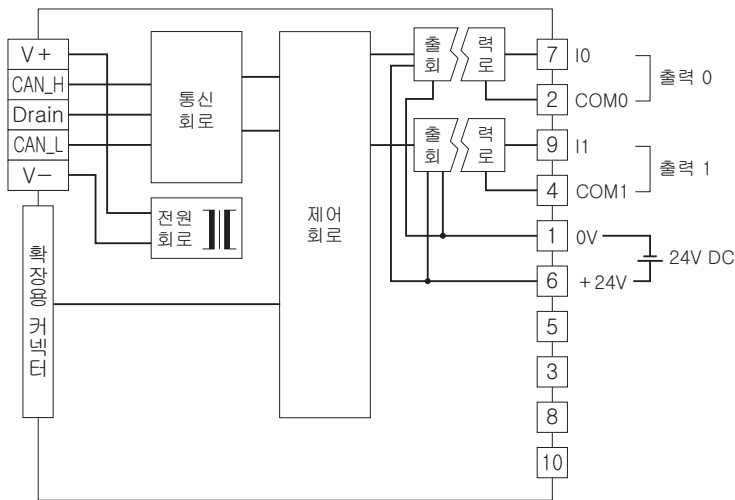 V+
CAN_H
Drain
CAN_L
V−
확장용 커넥터
통신
회로
전원
회로
제어
회로
출 력
회 로
출 력
회 로
7 I0
2 COM0
출력 0
9 I1
4 COM1
출력 1
1 0V
24V DC
6 +24V
5
3
8
10